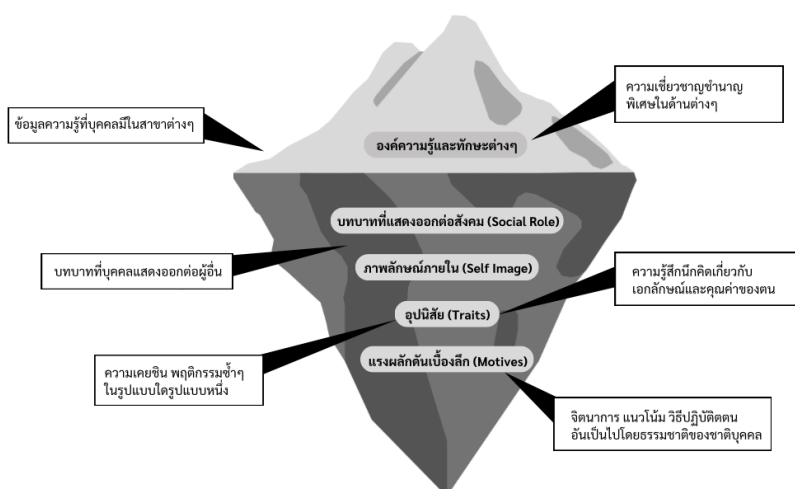 ความเชี่ยวชาญชำนาญ
พิเศษในด้านต่างๆ
ข้อมูลความรู้ที่บุคคลมีในสาขาต่างๆ
องค์ความรู้และทักษะต่างๆ
บทบาทที่แสดงออกต่อสังคม (Social Role)
บทบาทที่บุคคลแสดงออกต่อผู้อื่น
ภาพลักษณ์ภายใน (Self Image)
ความรู้สึกนึกคิดเกี่ยวกับ
เอกลักษณ์และคุณค่าของตน
อุปนิสัย (Traits)
ความเคยชิน พฤติกรรมซ้ำๆ
ในรูปแบบใดรูปแบบหนึ่ง
แรงผลักดันเบื้องลึก (Motives)
จิตนาการ แนวโน้ม วิธีปฏิบัติตตน
อันเป็นไปโดยธรรมชาติของชาติบุคคล